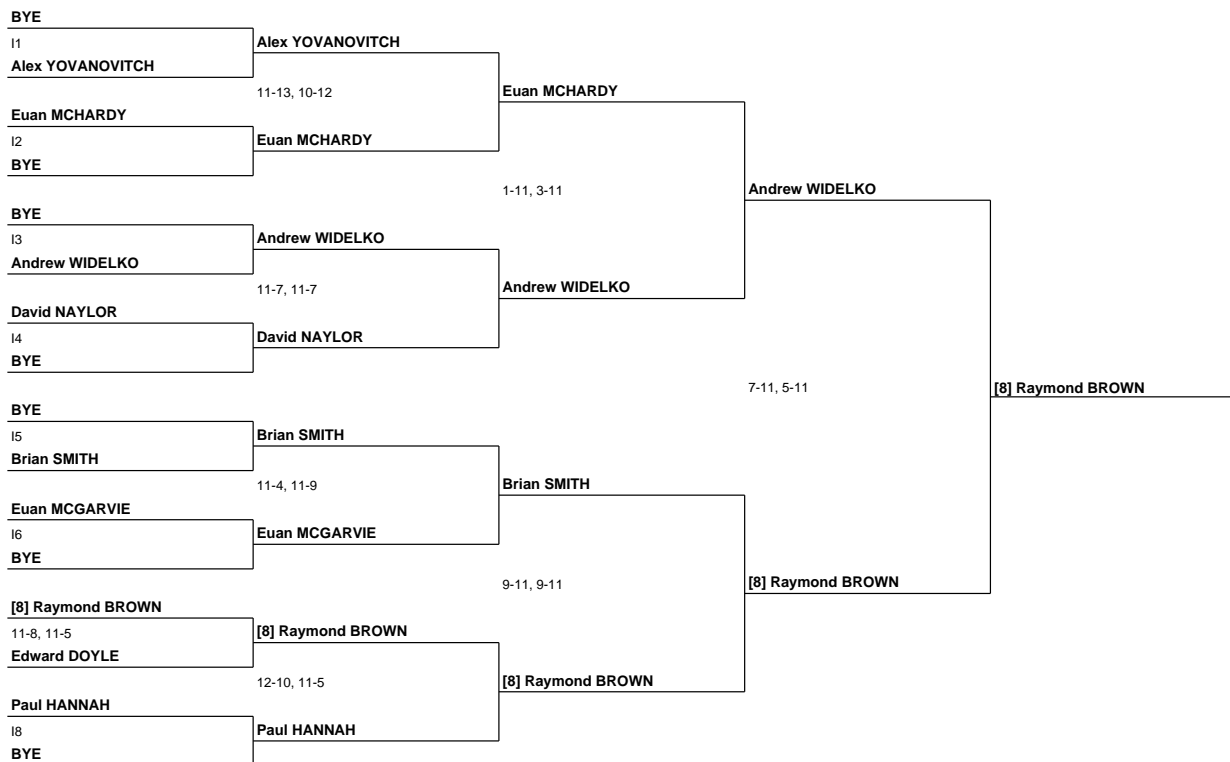 BYE
I1
Alex YOVANOVITCH
Alex YOVANOVITCH
11-13, 10-12
Euan MCHARDY
Euan MCHARDY
I2
BYE
Euan MCHARDY
1-11, 3-11
Andrew WIDELKO
BYE
I3
Andrew WIDELKO
Andrew WIDELKO
11-7, 11-7
Andrew WIDELKO
David NAYLOR
I4
BYE
David NAYLOR
7-11, 5-11
[8] Raymond BROWN
BYE
I5
Brian SMITH
Brian SMITH
11-4, 11-9
Brian SMITH
Euan MCGARVIE
I6
BYE
Euan MCGARVIE
9-11, 9-11
[8] Raymond BROWN
[8] Raymond BROWN
11-8, 11-5
Edward DOYLE
[8] Raymond BROWN
12-10, 11-5
[8] Raymond BROWN
Paul HANNAH
I8
BYE
Paul HANNAH